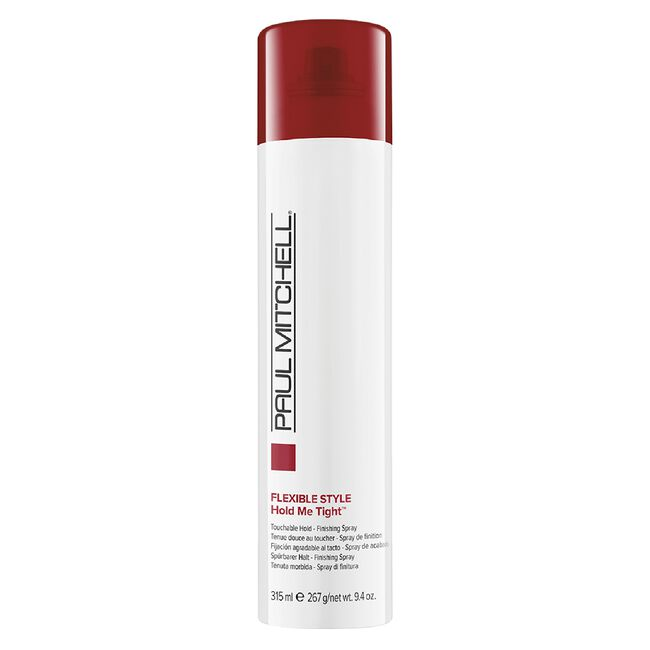 PAUL MITCHELL®
FLEXIBLE STYLE
Hold Me Tight™
Touchable Hold - Finishing Spray
Tenue douce au toucher - Spray de finition
Fijación agradable al tacto - Spray de acabado
Spürbarer Halt - Finishing Spray
Tenuta morbida - Spray di finitura
315 ml ℮ 267 g/net wt. 9.4 oz.